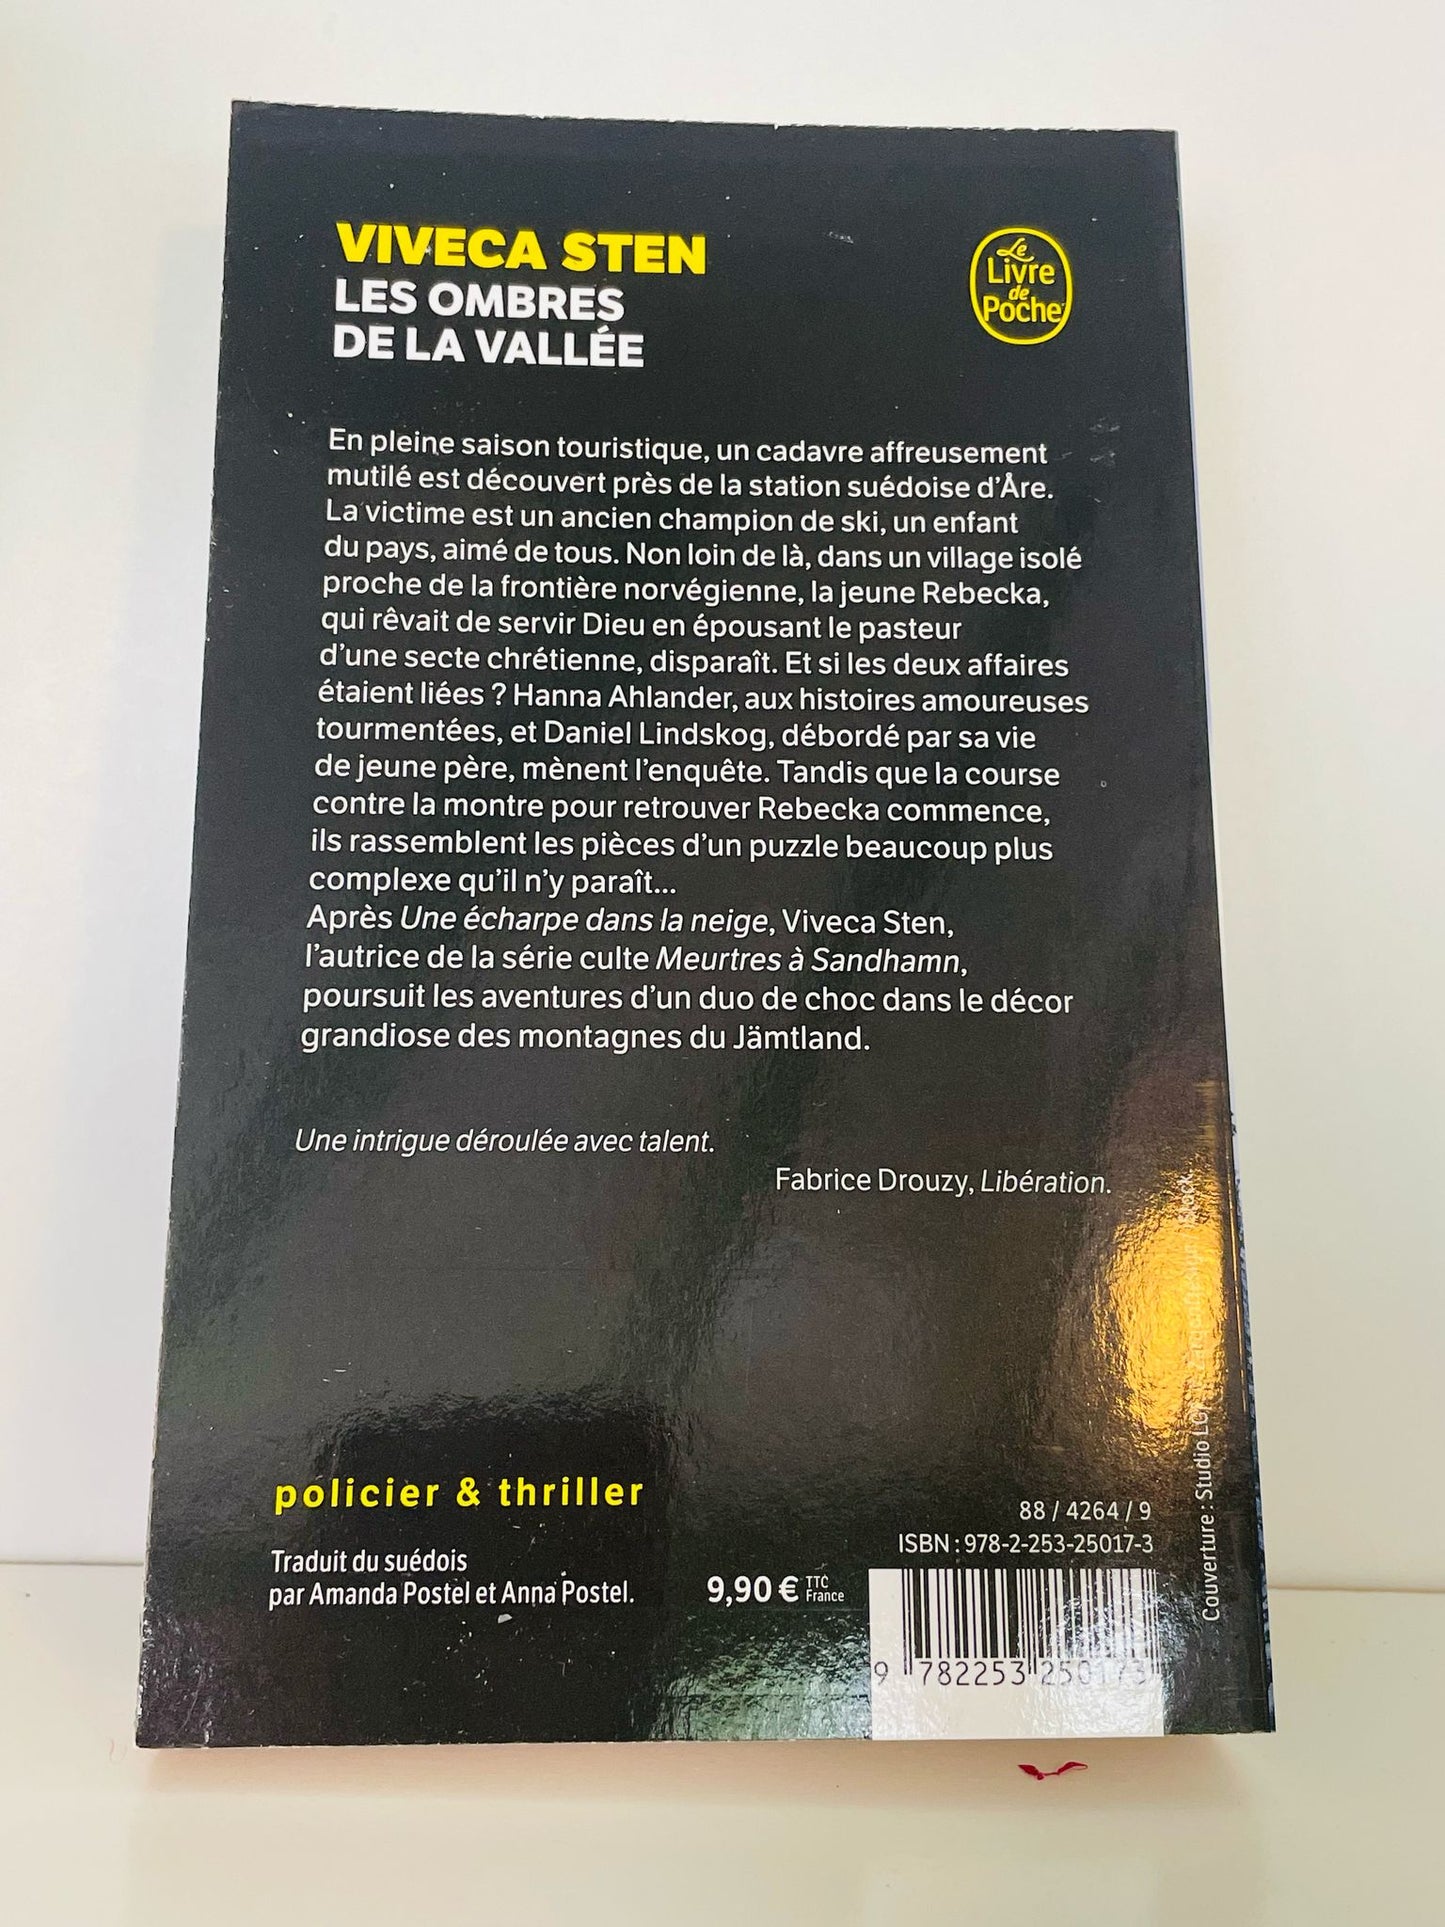 VIVECA STEN
LES OMBRES
DE LA VALLÉE
Le
Livre
de
Poche
En pleine saison touristique, un cadavre affreusement
mutilé est découvert près de la station suédoise d'Åre.
La victime est un ancien champion de ski, un enfant
du pays, aimé de tous. Non loin de là, dans un village isolé
proche de la frontière norvégienne, la jeune Rebecka,
qui rêvait de servir Dieu en épousant le pasteur
d'une secte chrétienne, disparaît. Et si les deux affaires
étaient liées ? Hanna Ahlander, aux histoires amoureuses
tourmentées, et Daniel Lindskog, débordé par sa vie
de jeune père, mènent l'enquête. Tandis que la course
contre la montre pour retrouver Rebecka commence,
ils rassemblent les pièces d'un puzzle beaucoup plus
complexe qu'il n'y paraît...
Après Une écharpe dans la neige, Viveca Sten,
l'autrice de la série culte Meurtres à Sandhamn,
poursuit les aventures d'un duo de choc dans le décor
grandiose des montagnes du Jämtland.
Une intrigue déroulée avec talent.
Fabrice Drouzy, Libération.
policier & thriller
Traduit du suédois
par Amanda Postel et Anna Postel.
9,90 € TTC
France
88 / 4264 / 9
ISBN : 978-2-253-25017-3
9 782253 250173
Couverture : Studio